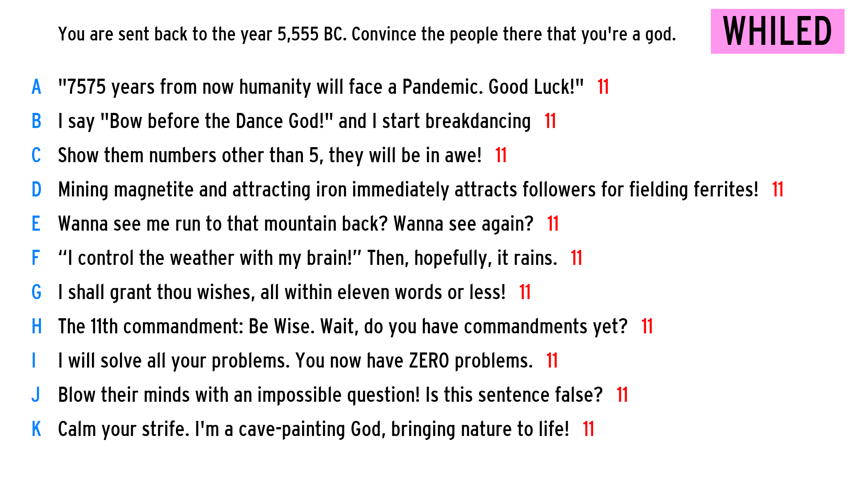 You are sent back to the year 5,555 BC. Convince the people there that you're a god.
WHILED
A "7575 years from now humanity will face a Pandemic. Good Luck!" 11
B I say "Bow before the Dance God!" and I start breakdancing 11
C Show them numbers other than 5, they will be in awe! 11
D Mining magnetite and attracting iron immediately attracts followers for fielding ferrites! 11
E Wanna see me run to that mountain back? Wanna see again? 11
F “I control the weather with my brain!” Then, hopefully, it rains. 11
G I shall grant thou wishes, all within eleven words or less! 11
H The 11th commandment: Be Wise. Wait, do you have commandments yet? 11
I I will solve all your problems. You now have ZERO problems. 11
J Blow their minds with an impossible question! Is this sentence false? 11
K Calm your strife. I'm a cave-painting God, bringing nature to life! 11